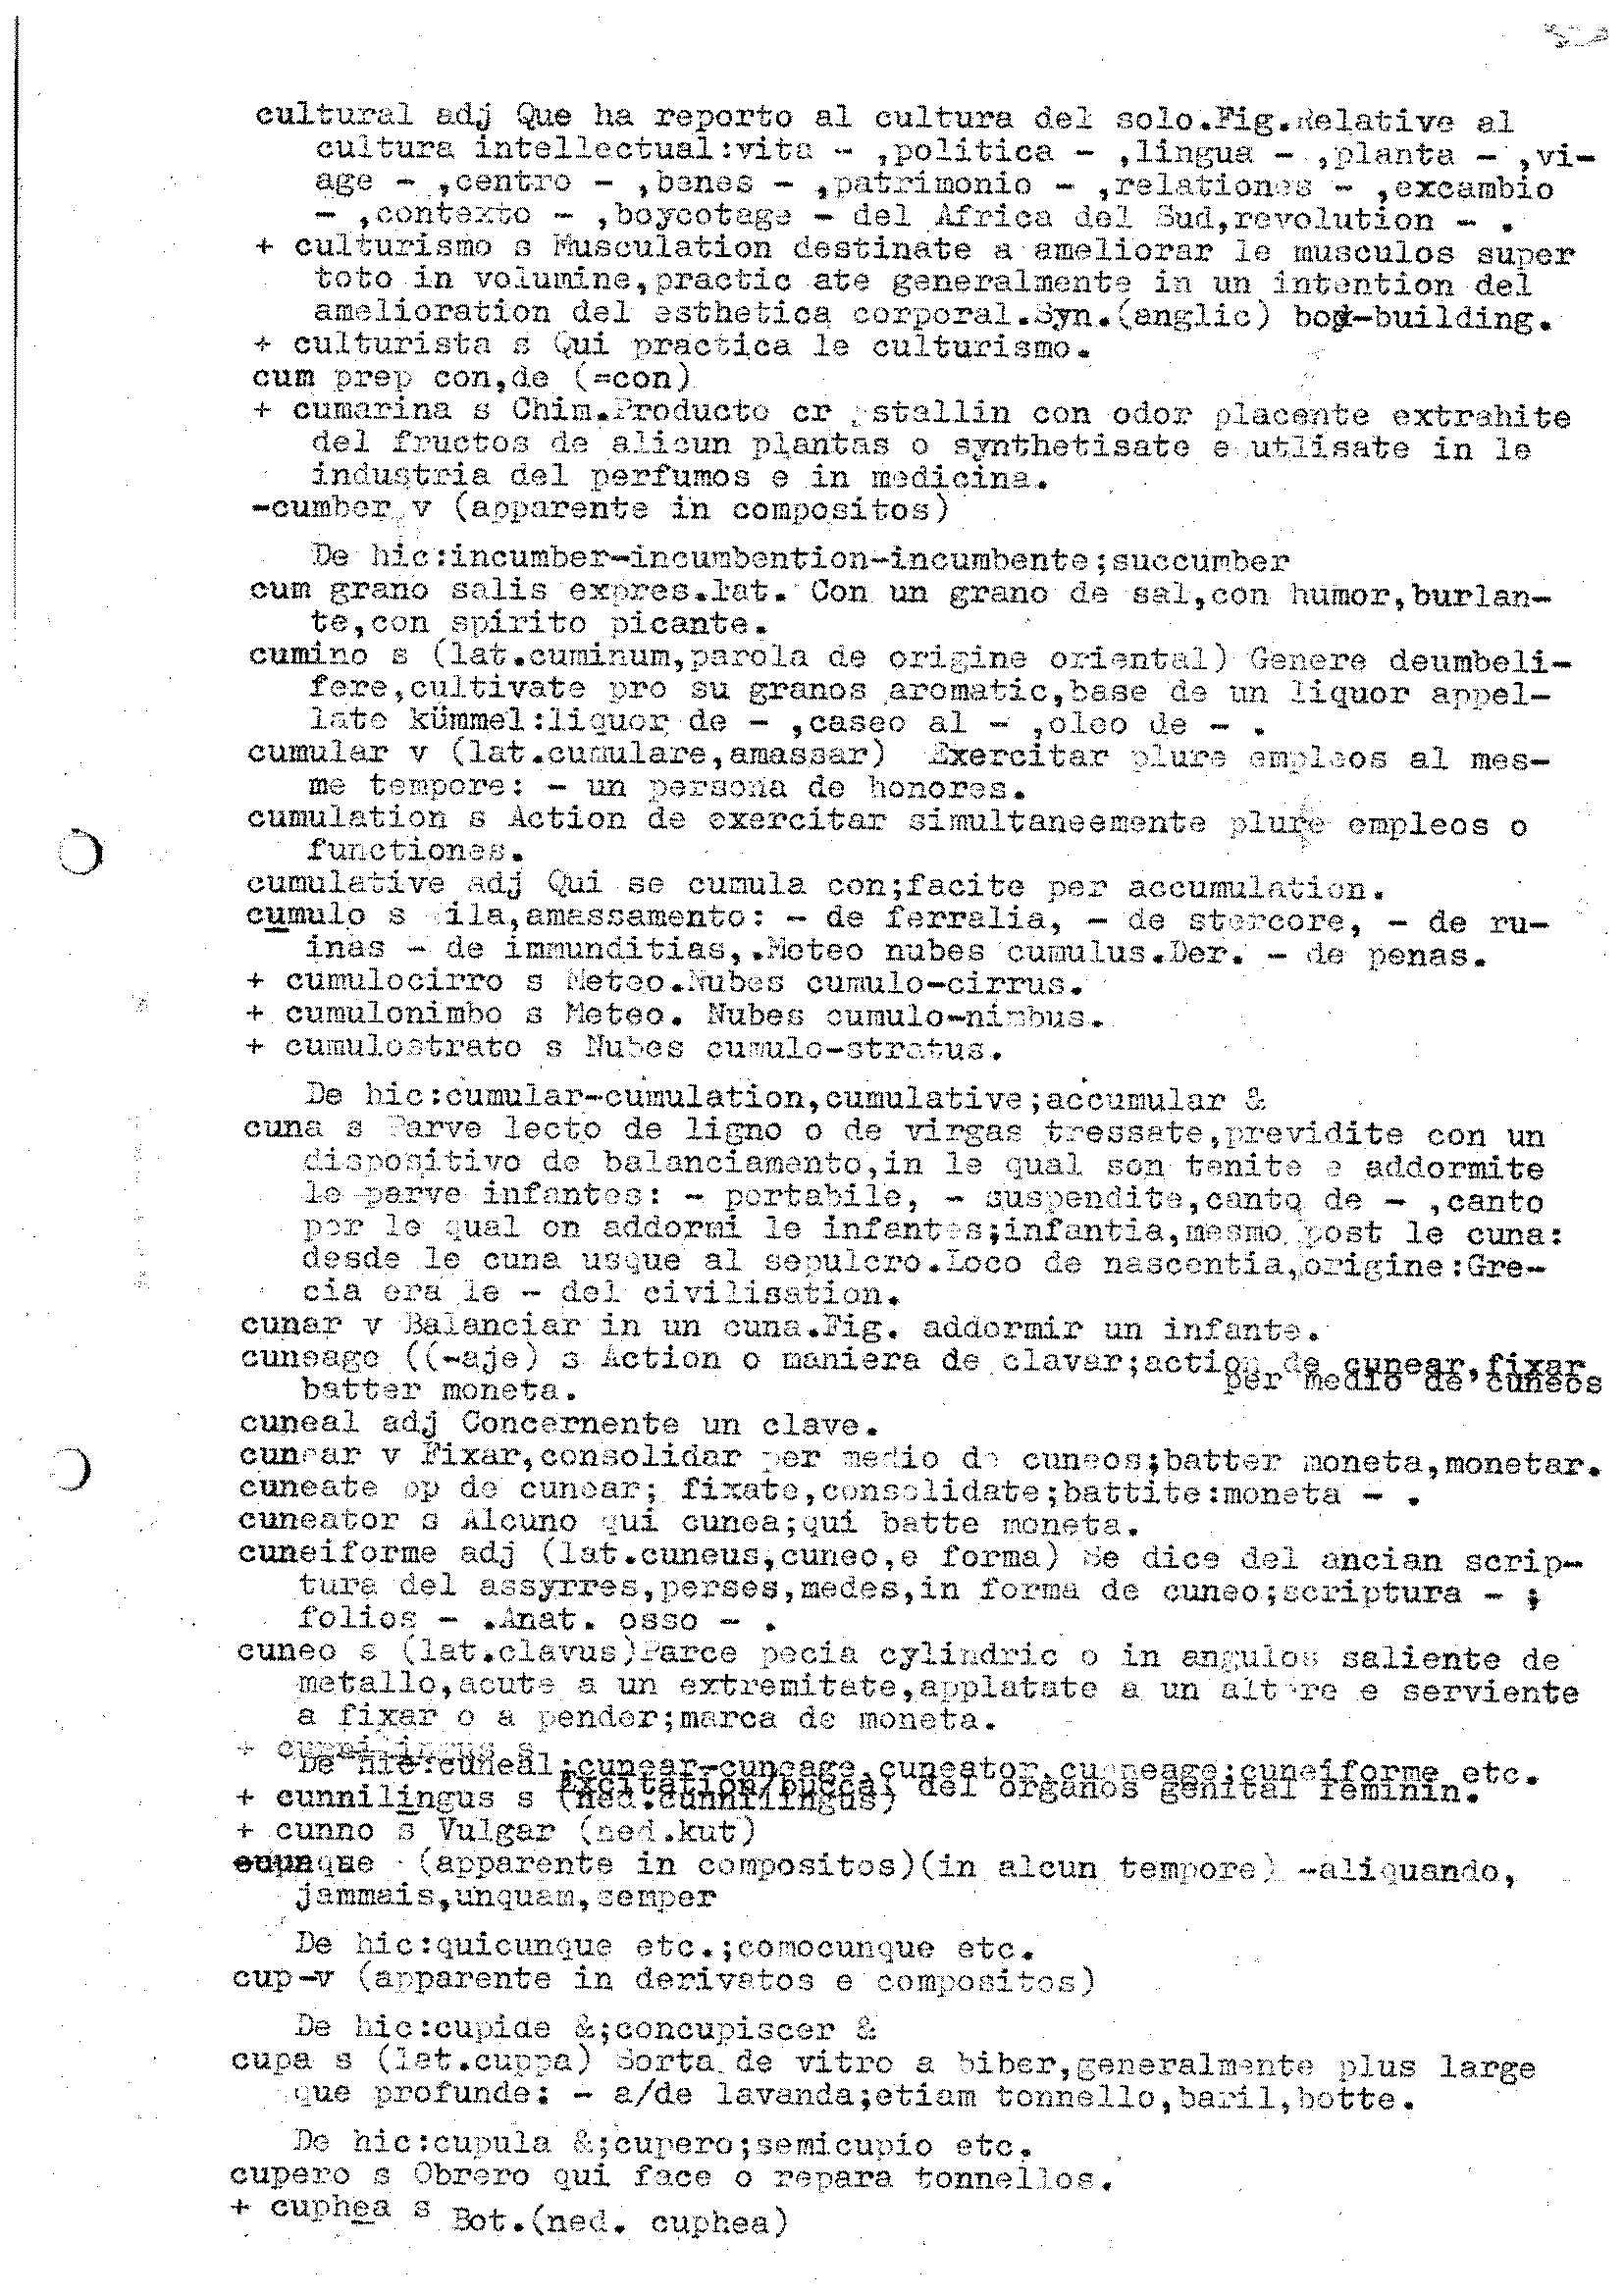 cultural adj Que ha reporto al cultura del solo.Fig.Relative al
cultura intellectual:vita - ,politica - ,lingua - ,planta - ,vi-
age - ,centro - ,benes - ,patrimonio - ,relationes - ,excambio
- ,contexto - ,boycotage - del Africa del Sud,revolution - .
+ culturismo s Musculation destinate a ameliorar le musculos super
toto in volumine,practic ate generalmente in un intention del
amelioration del esthetica corporal.Syn.(anglic) body-building.
+ culturista s Qui practica le culturismo.
cum prep con,de (=con)
+ cumarina s Chim.Producto cr stallin con odor placente extrahite
del fructos de alicun plantas o synthetisate e utlisate in le
industria del perfumos e in medicina.
-cumber v (apparente in compositos)
De hic:incumber-incumbention-incumbente;succumber
cum grano salis expres.lat. Con un grano de sal,con humor,burlan-
te,con spirito picante.
cumino s (lat.cuminum,parola de origine oriental) Genere deumbeli-
fere,cultivate pro su granos aromatic,base de un liquor appel-
late kümmel:liquor de - ,caseo al - ,oleo de - .
cumular v (lat.cumulare,amassar) Exercitar plure empleos al mes-
me tempore: - un persona de honores.
cumulation s Action de exercitar simultaneemente plure empleos o
functiones.
cumulative adj Qui se cumula con;facite per accumulation.
cumulo s ila,amassamento: - de ferralia, - de stercore, - de ru-
inas - de immunditias,.Meteo nubes cumulus.Der. - de penas.
+ cumulocirro s Meteo.Nubes cumulo-cirrus.
+ cumulonimbo s Meteo. Nubes cumulo-nimbus.
+ cumulostrato s Nubes cumulo-stratus.
De hic:cumular-cumulation,cumulative;accumular &
cuna s Parve lecto de ligno o de virgas tressate,previdite con un
dispositivo de balanciamento,in le qual son tenite e addormite
le parve infantes: - portabile, - suspendite,canto de - ,canto
per le qual on addormi le infantes;infantia,mesmo post le cuna:
desde le cuna usque al sepulcro.Loco de nascentia,origine:Gre-
cia era le - del civilisation.
cunar v Balanciar in un cuna.Fig. addormir un infante.
cuneage ((-aje) s Action o maniera de clavar;action de cunear,fixar
per medio de cuneos
batter moneta.
cuneal adj Concernente un clave.
cunear v Fixar,consolidar per medio de cuneos;batter moneta,monetar.
cuneate op de cunear; fixate,consolidate;battite:moneta - .
cuneator s Alcuno qui cunea;qui batte moneta.
cuneiforme adj (lat.cuneus,cuneo,e forma) Se dice del ancian scrip-
tura del assyrres,perses,medes,in forma de cuneo;scriptura - ;
folios - .Anat. osso - .
cuneo s (lat.clavus)Parce pecia cylindric o in angulos saliente de
metallo,acute a un extremitate,applatate a un altere e serviente
a fixar o a pender;marca de moneta.
+ cunnilingus s
De hic:cuneal;cunear-cuneage,cuneator,cuneage;cuneiforme etc.
Excitation/bucca/ del organos genital feminin.
+ cunnilingus s (ned.cunnilingus)
+ cunno s Vulgar (ned.kut)
cunque (apparente in compositos)(in alcun tempore) -aliquando,
jammais,unquam,semper
De hic:quicunque etc.;comocunque etc.
cup-v (apparente in derivatos e compositos)
De hic:cupide &;concupiscer &
cupa s (lat.cuppa) Sorta de vitro a biber,generalmente plus large
que profunde: - a/de lavanda;etiam tonnello,baril,botte.
De hic:cupula &;cupero;semicupio etc.
cupero s Obrero qui face o repara tonnellos.
+ cuphea s Bot.(ned. cuphea)